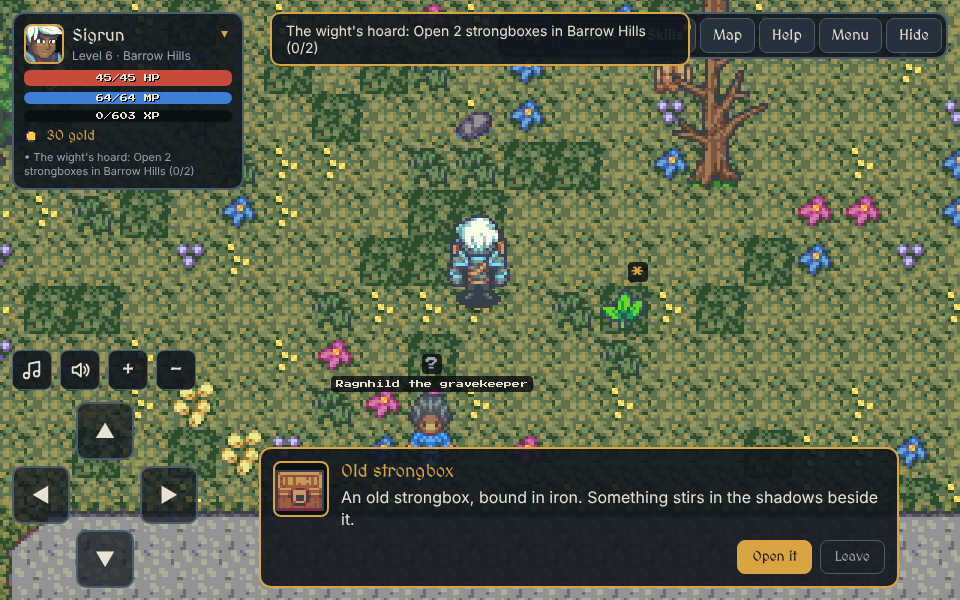 Sigrun
Level 6 · Barrow Hills
45/45 HP
64/64 MP
0/603 XP
30 gold
• The wight's hoard: Open 2
strongboxes in Barrow Hills (0/2)
The wight's hoard: Open 2 strongboxes in Barrow Hills
(0/2)
Skills
Map
Help
Menu
Hide
*
?
Ragnhild the gravekeeper
+
−
Old strongbox
An old strongbox, bound in iron. Something stirs in the shadows beside
it.
Open it
Leave